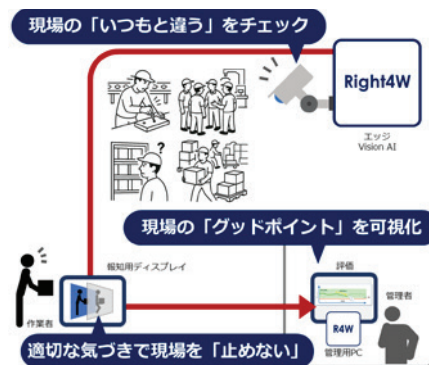 現場の「いつもと違う」をチェック
Right4W
エッジ
Vision AI
?
現場の「グッドポイント」を可視化
報知用ディスプレイ
評価
管理者
作業者
R4W
管理用PC
適切な気づきで現場を「止めない」